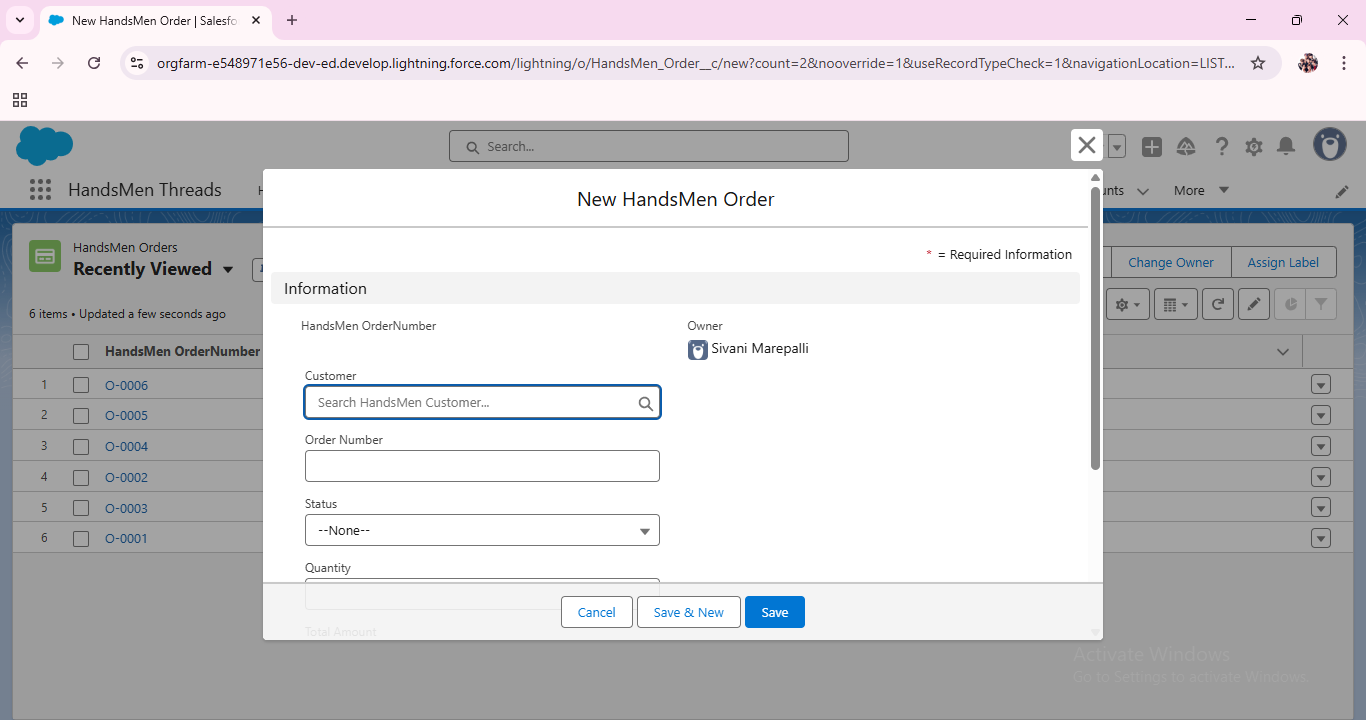 New HandsMen Order | Salesfo
orgfarm-e548971e56-dev-ed.develop.lightning.force.com/lightning/o/HandsMen_Order__c/new?count=2&nooverride=1&useRecordTypeCheck=1&navigationLocation=LIST...
Search...
HandsMen Threads
More
New HandsMen Order
* = Required Information
HandsMen Orders
Recently Viewed
Change Owner
Assign Label
Information
6 items • Updated a few seconds ago
HandsMen OrderNumber
Owner
Sivani Marepalli
HandsMen OrderNumber
1 O-0006
2 O-0005
3 O-0004
4 O-0002
5 O-0003
6 O-0001
Customer
Search HandsMen Customer...
Order Number
Status
--None--
Quantity
Total Amount
Cancel
Save & New
Save
Activate Windows
Go to Settings to activate Windows.